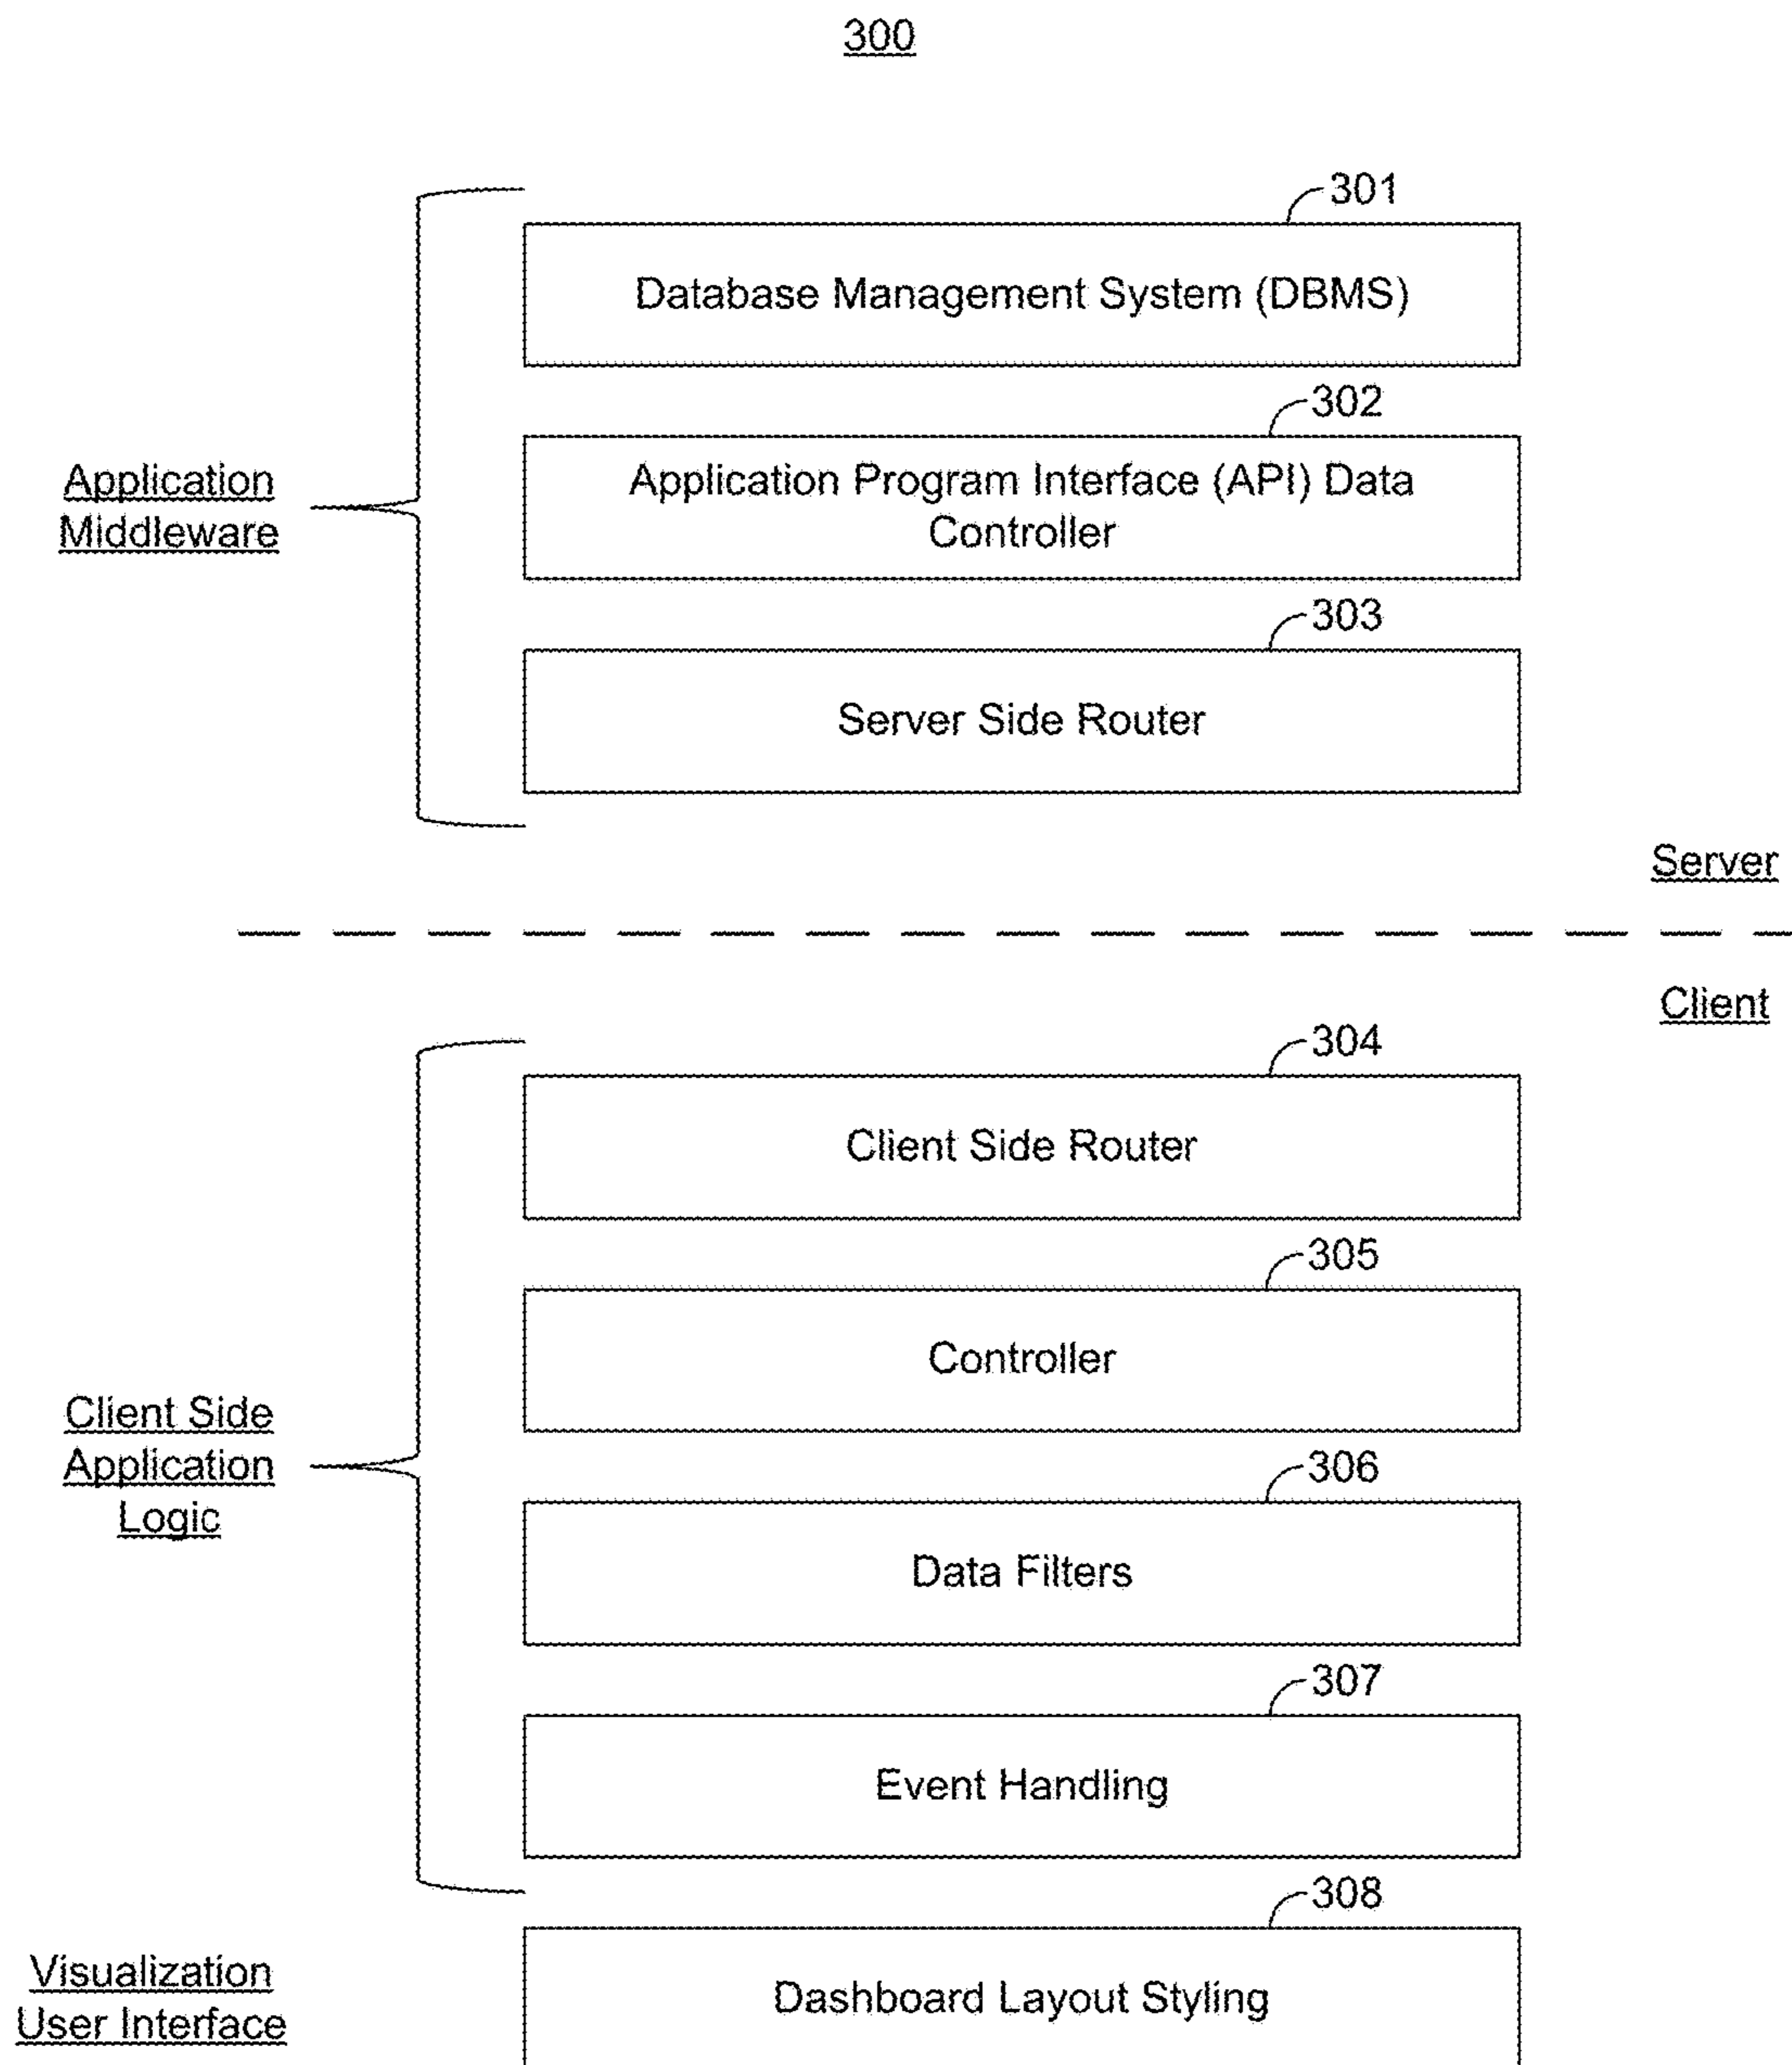 300
301
Database Management System (DBMS)
302
Application Program Interface (API) Data
Controller
Application
Middleware
303
Server Side Router
Server
Client
304
Client Side Router
305
Controller
Client Side
Application
Logic
306
Data Filters
307
Event Handling
308
Visualization
User Interface
Dashboard Layout Styling